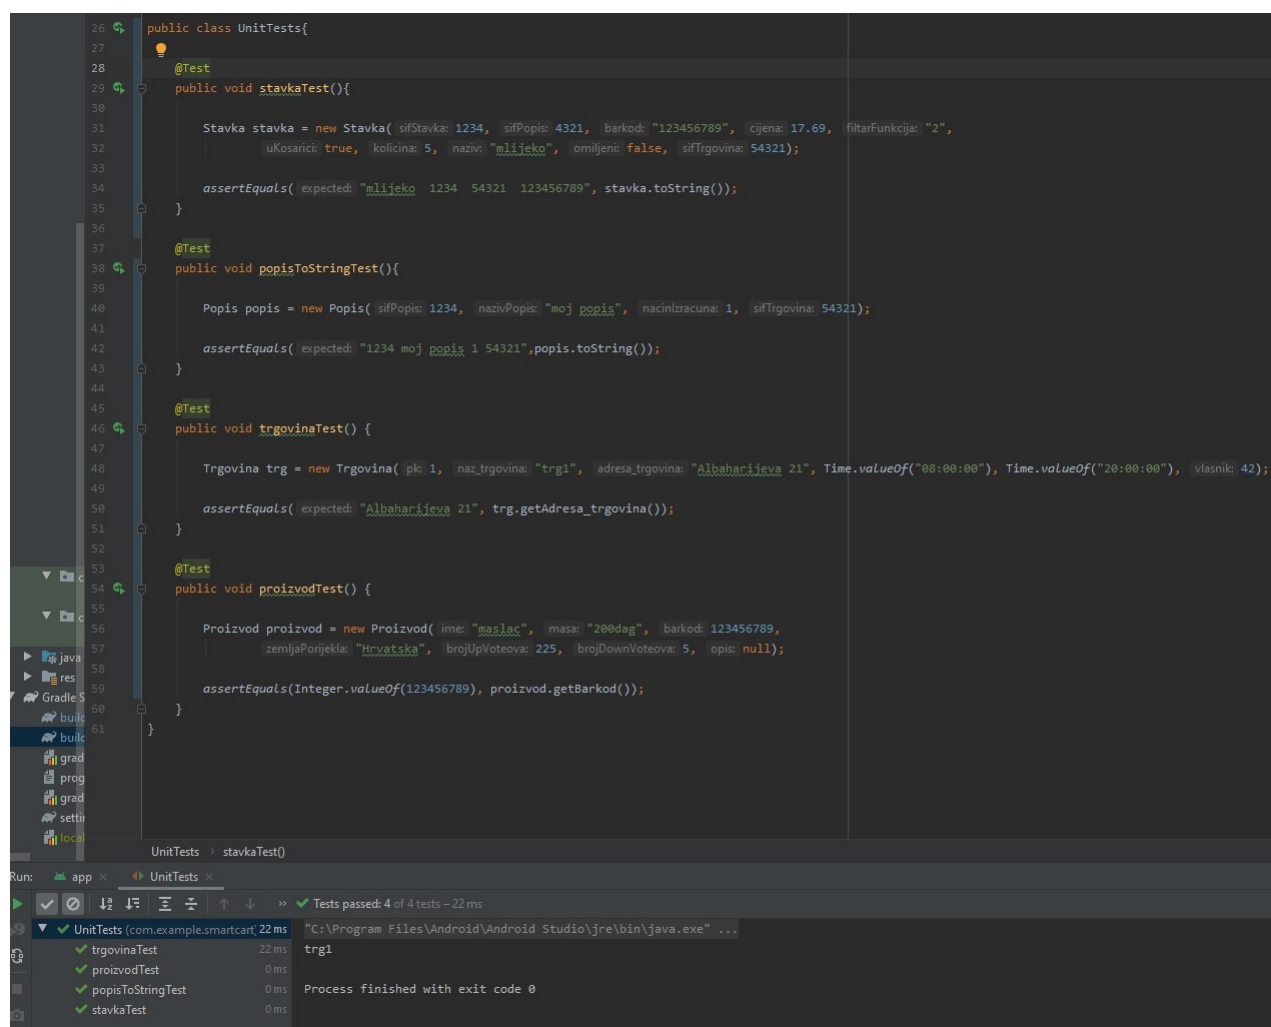 26 public class UnitTests{
27
28 @Test
29 public void stavkaTest(){
30
31 Stavka stavka = new Stavka( sifStavka: 1234, sifPopis: 4321, barkod: "123456789", cijena: 17.69, filtarFunkcija: "2",
32 uKosarici: true, kolicina: 5, naziv: "mlijeko", omiljeni: false, sifTrgovina: 54321);
33
34 assertEquals( expected: "mlijeko  1234  54321  123456789", stavka.toString());
35 }
36
37 @Test
38 public void popisToStringTest(){
39
40 Popis popis = new Popis( sifPopis: 1234, nazivPopis: "moj popis", nacinIzracuna: 1, sifTrgovina: 54321);
41
42 assertEquals( expected: "1234 moj popis 1 54321",popis.toString());
43 }
44
45 @Test
46 public void trgovinaTest() {
47
48 Trgovina trg = new Trgovina( pk: 1, naz_trgovina: "trg1", adresa_trgovina: "Albaharijeva 21", Time.valueOf("08:00:00"), Time.valueOf("20:00:00"), vlasnik: 42);
49
50 assertEquals( expected: "Albaharijeva 21", trg.getAdresa_trgovina());
51 }
52
53 @Test
54 public void proizvodTest() {
55
56 Proizvod proizvod = new Proizvod( ime: "maslac", masa: "200dag", barkod: 123456789,
57 zemljaPorijekla: "Hrvatska", brojUpVoteova: 225, brojDownVoteova: 5, opis: null);
58
59 assertEquals(Integer.valueOf(123456789), proizvod.getBarkod());
60 }
61 }
c
c
java
res
Gradle S
build
build
grad
prog
grad
settin
local
UnitTests > stavkaTest()
Run: app × UnitTests ×
» Tests passed: 4 of 4 tests – 22 ms
UnitTests (com.example.smartcart) 22 ms
trgovinaTest 22 ms
proizvodTest 0 ms
popisToStringTest 0 ms
stavkaTest 0 ms
"C:\Program Files\Android\Android Studio\jre\bin\java.exe" ...
trg1
Process finished with exit code 0